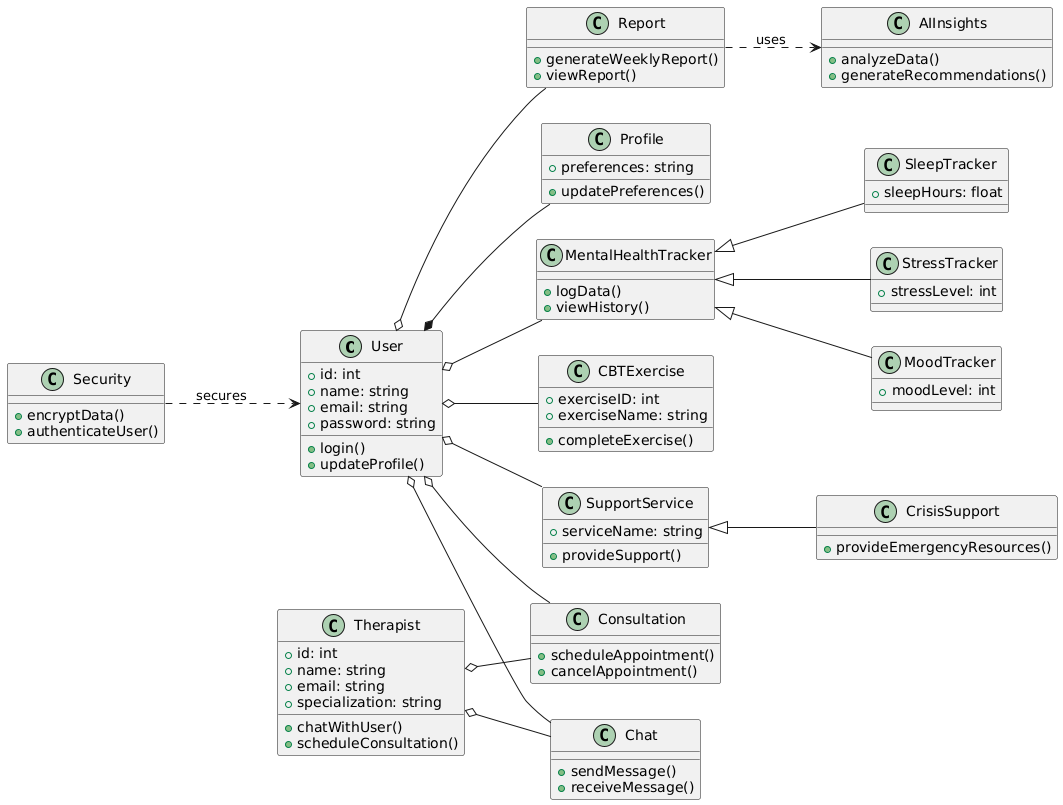 C Report
generateWeeklyReport()
viewReport()
uses
C AIInsights
analyzeData()
generateRecommendations()
C Profile
preferences: string
updatePreferences()
C MentalHealthTracker
logData()
viewHistory()
C SleepTracker
sleepHours: float
C StressTracker
stressLevel: int
C MoodTracker
moodLevel: int
C Security
encryptData()
authenticateUser()
secures
C User
id: int
name: string
email: string
password: string
login()
updateProfile()
C CBTExercise
exerciseID: int
exerciseName: string
completeExercise()
C SupportService
serviceName: string
provideSupport()
C CrisisSupport
provideEmergencyResources()
C Therapist
id: int
name: string
email: string
specialization: string
chatWithUser()
scheduleConsultation()
C Consultation
scheduleAppointment()
cancelAppointment()
C Chat
sendMessage()
receiveMessage()